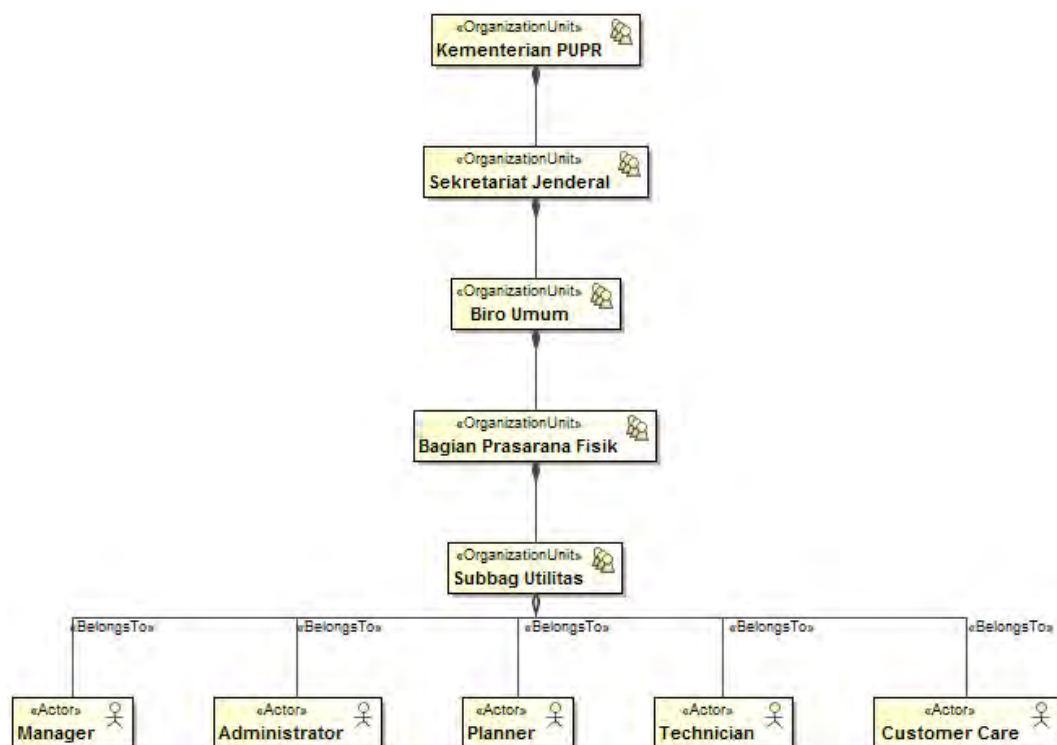 «OrganizationUnit»
Kementerian PUPR
«OrganizationUnit»
Sekretariat Jenderal
«OrganizationUnit»
Biro Umum
«OrganizationUnit»
Bagian Prasarana Fisik
«OrganizationUnit»
Subbag Utilitas
«BelongsTo» «BelongsTo» «BelongsTo» «BelongsTo» «BelongsTo»
«Actor» «Actor» «Actor» «Actor» «Actor»
Manager Administrator Planner Technician Customer Care